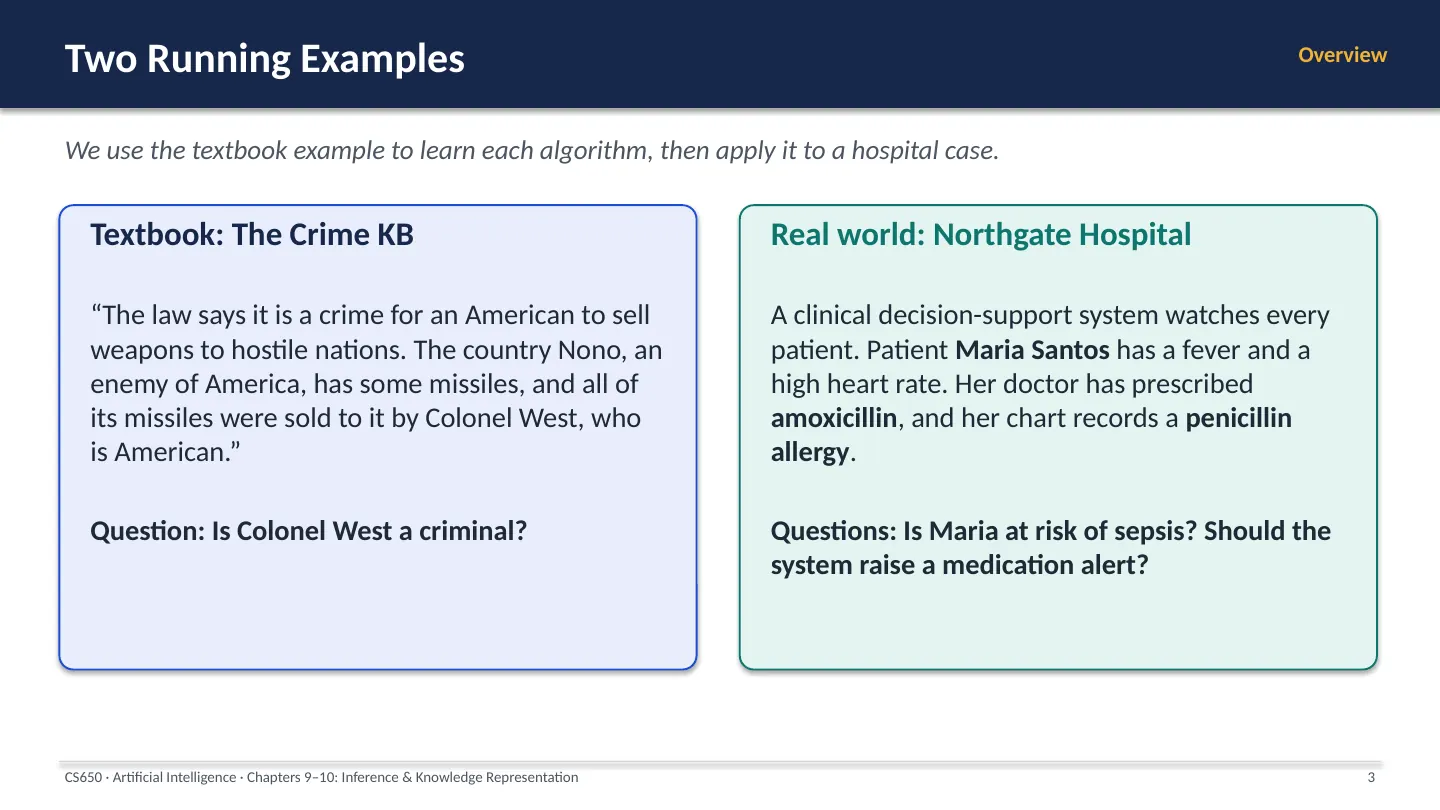 Two Running Examples
Overview
We use the textbook example to learn each algorithm, then apply it to a hospital case.
Textbook: The Crime KB
“The law says it is a crime for an American to sell
weapons to hostile nations. The country Nono, an
enemy of America, has some missiles, and all of
its missiles were sold to it by Colonel West, who
is American.”
Question: Is Colonel West a criminal?
Real world: Northgate Hospital
A clinical decision-support system watches every
patient. Patient Maria Santos has a fever and a
high heart rate. Her doctor has prescribed
amoxicillin, and her chart records a penicillin
allergy.
Questions: Is Maria at risk of sepsis? Should the
system raise a medication alert?
CS650 · Artificial Intelligence · Chapters 9–10: Inference & Knowledge Representation
3